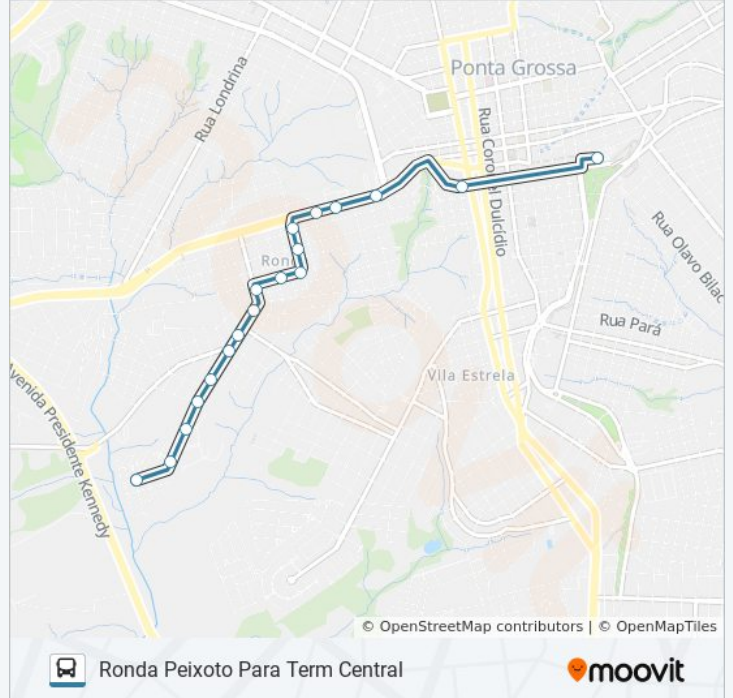 Ponta Grossa
Rua Londrina
Rua Coronel Dulcídio
Rua Olavo Bilac
Rua Pará
Vila Estrela
Avenida Presidente Kennedy
© OpenStreetMap contributors | © OpenMapTiles
Ronda Peixoto Para Term Central
moovit